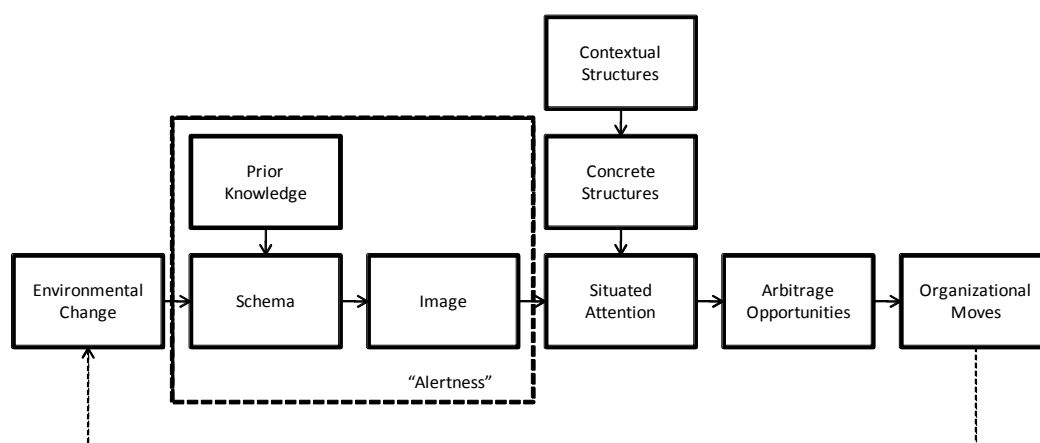 Contextual
Structures
Prior
Knowledge
Concrete
Structures
Environmental
Change
Schema
Image
Situated
Attention
Arbitrage
Opportunities
Organizational
Moves
“Alertness”